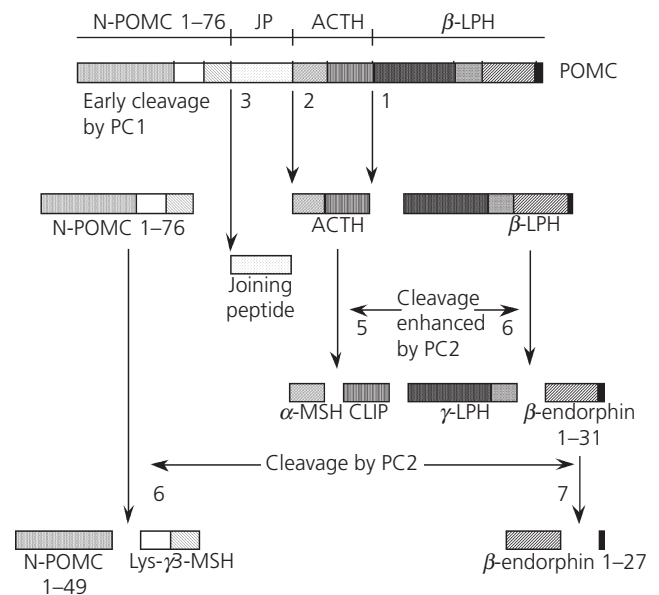 N-POMC 1–76 JP ACTH β-LPH
POMC
Early cleavage
by PC1
3 2 1
N-POMC 1–76
ACTH
β-LPH
Joining
peptide
Cleavage
enhanced
by PC2
5 6
α-MSH CLIP γ-LPH β-endorphin
1–31
Cleavage by PC2
6 7
N-POMC
1–49
Lys-γ3-MSH
β-endorphin 1–27